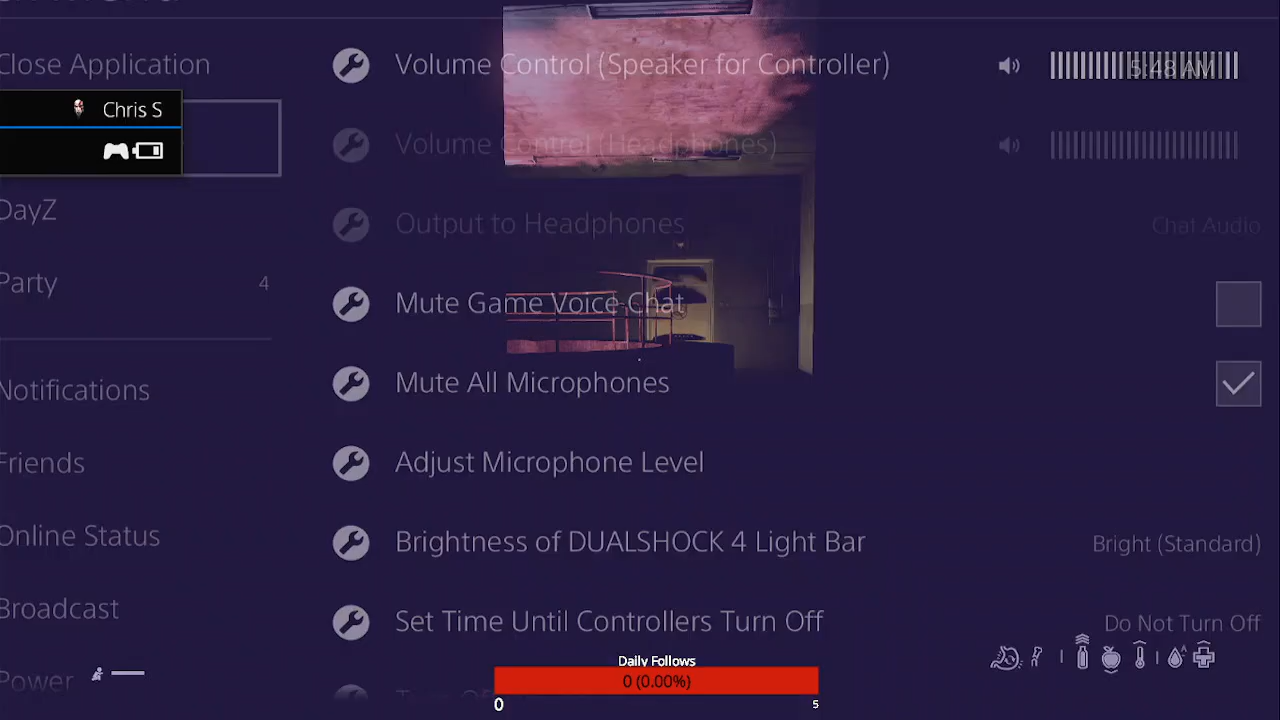 Close Application
Chris S
DayZ
Party 4
Notifications
Friends
Online Status
Broadcast
Power
Volume Control (Speaker for Controller)
5:48 AM
Volume Control (Headphones)
Output to Headphones Chat Audio
Mute Game Voice Chat
Mute All Microphones
Adjust Microphone Level
Brightness of DUALSHOCK 4 Light Bar Bright (Standard)
Set Time Until Controllers Turn Off Do Not Turn Off
Daily Follows
0 (0.00%)
0 5